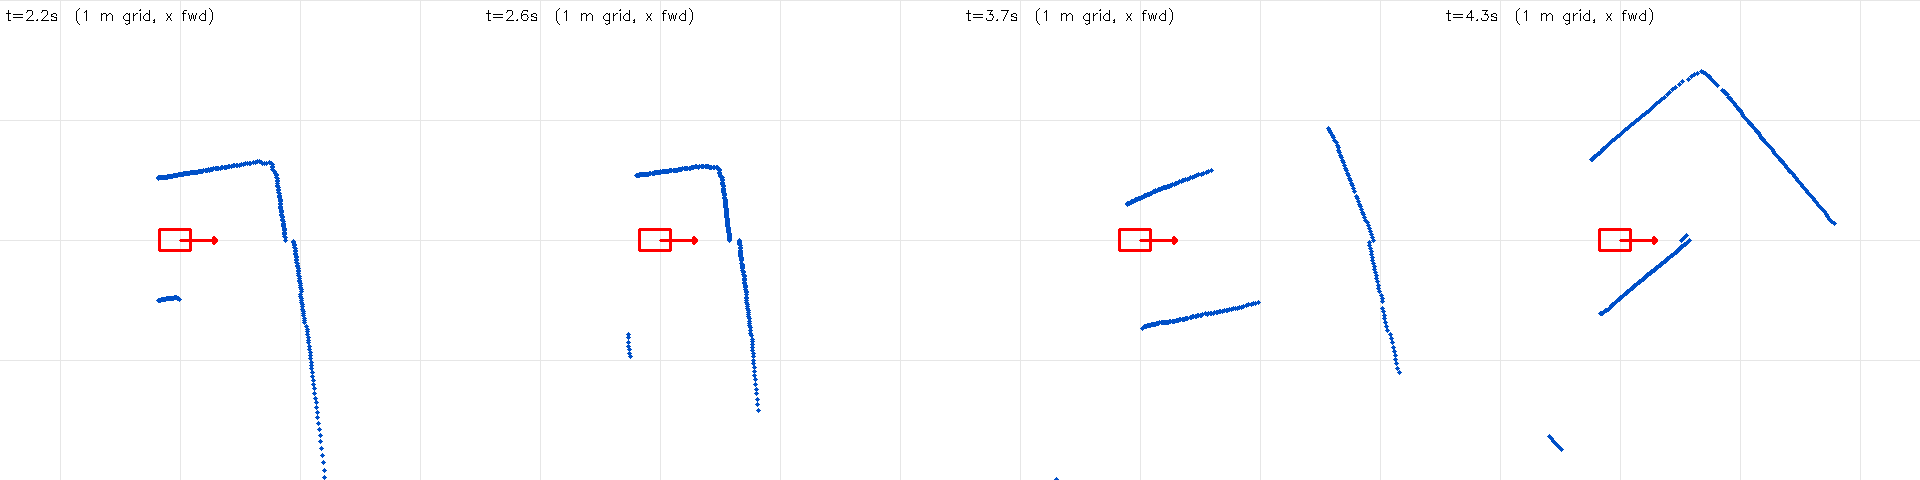 t=2.2s (1 m grid, x fwd)
t=2.6s (1 m grid, x fwd)
t=3.7s (1 m grid, x fwd)
t=4.3s (1 m grid, x fwd)